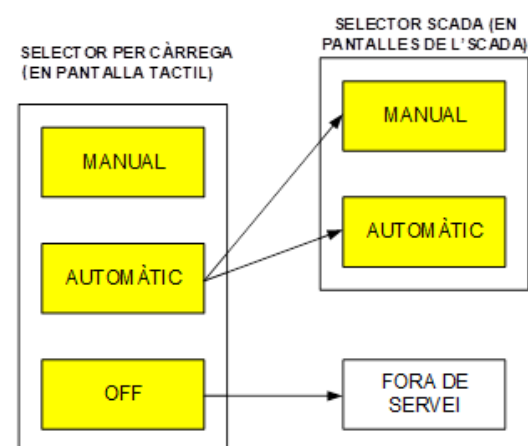 SELECTOR PER CÀRREGA
(EN PANTALLA TACTIL)
MANUAL
AUTOMÀTIC
OFF
SELECTOR SCADA (EN
PANTALLES DE L'SCADA)
MANUAL
AUTOMÀTIC
FORA DE
SERVEI